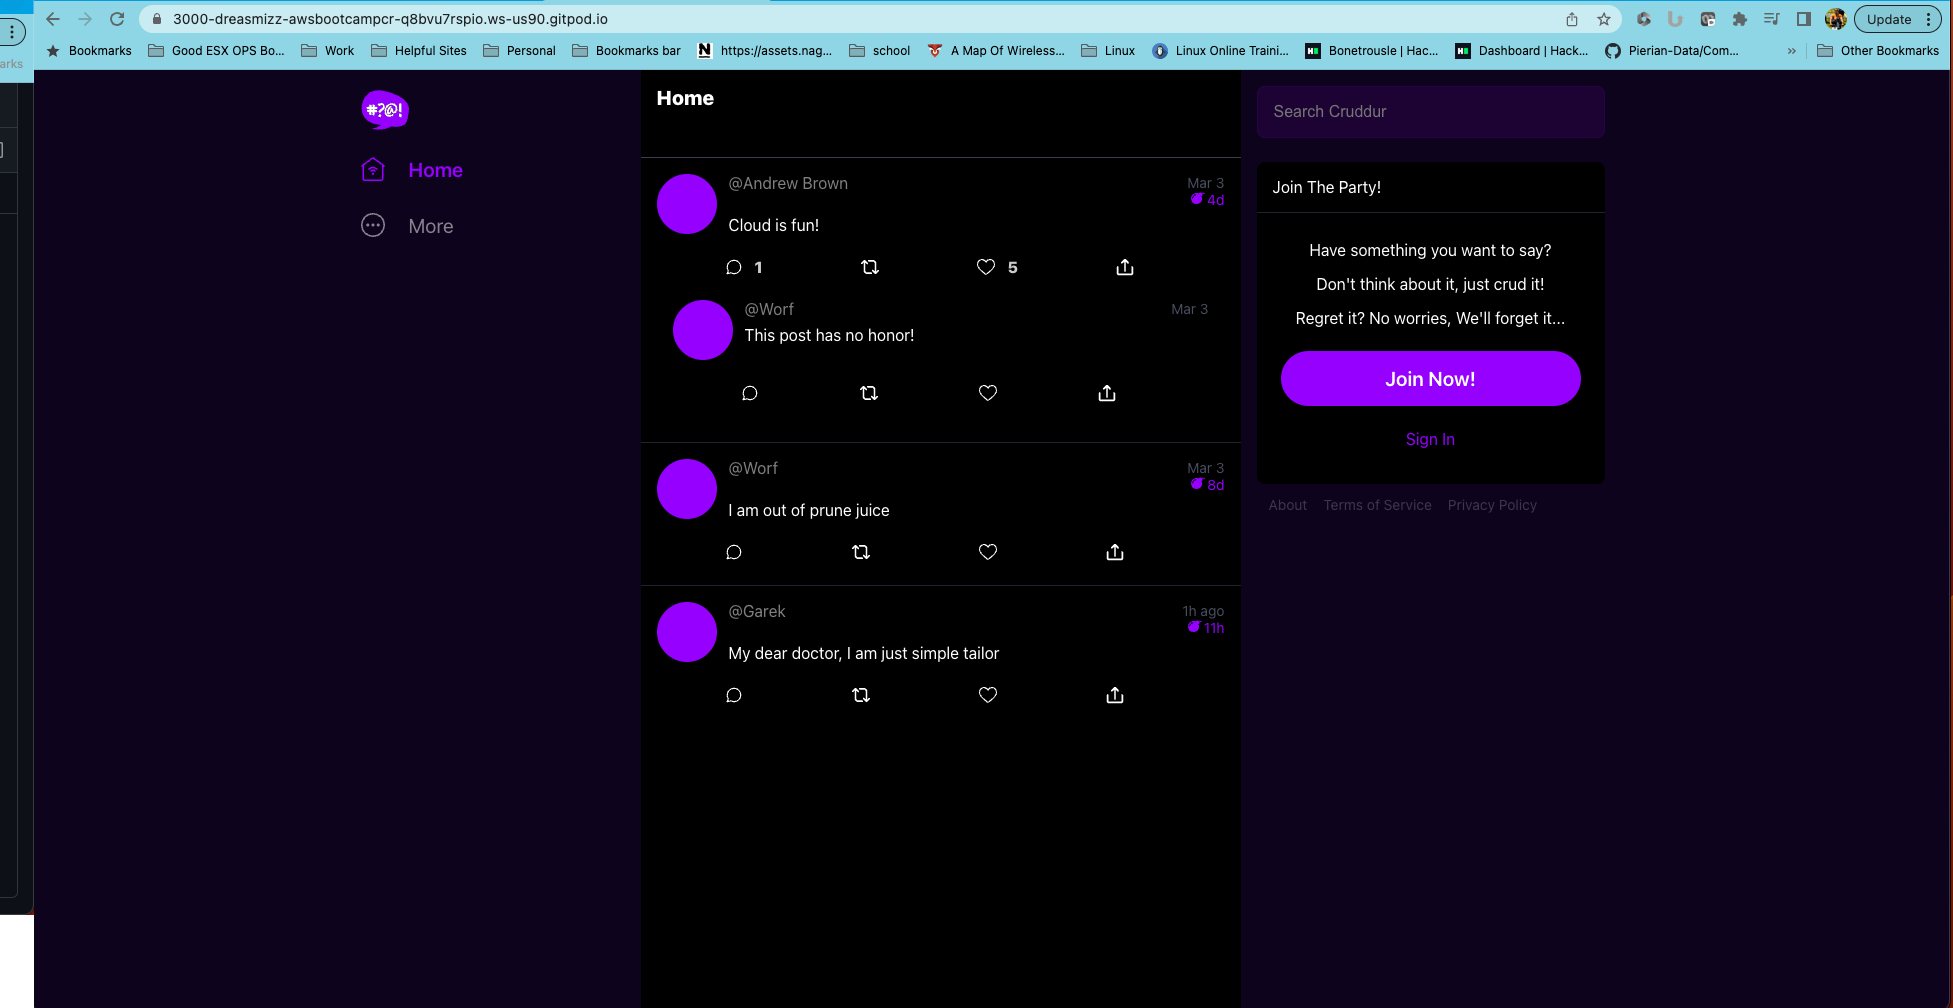 3000-dreasmizz-awsbootcampcr-q8bvu7rspio.ws-us90.gitpod.io
Update
arks
Bookmarks
Good ESX OPS Bo...
Work
Helpful Sites
Personal
Bookmarks bar
https://assets.nag...
school
A Map Of Wireless...
Linux
Linux Online Traini...
Bonetrousle | Hac...
Dashboard | Hack...
Pierian-Data/Com...
»
Other Bookmarks
#?@!
Home
More
Home
@Andrew Brown
Mar 3
4d
Cloud is fun!
1
5
@Worf
Mar 3
This post has no honor!
@Worf
Mar 3
8d
I am out of prune juice
@Garek
1h ago
11h
My dear doctor, I am just simple tailor
Search Cruddur
Join The Party!
Have something you want to say?
Don't think about it, just crud it!
Regret it? No worries, We'll forget it...
Join Now!
Sign In
About
Terms of Service
Privacy Policy